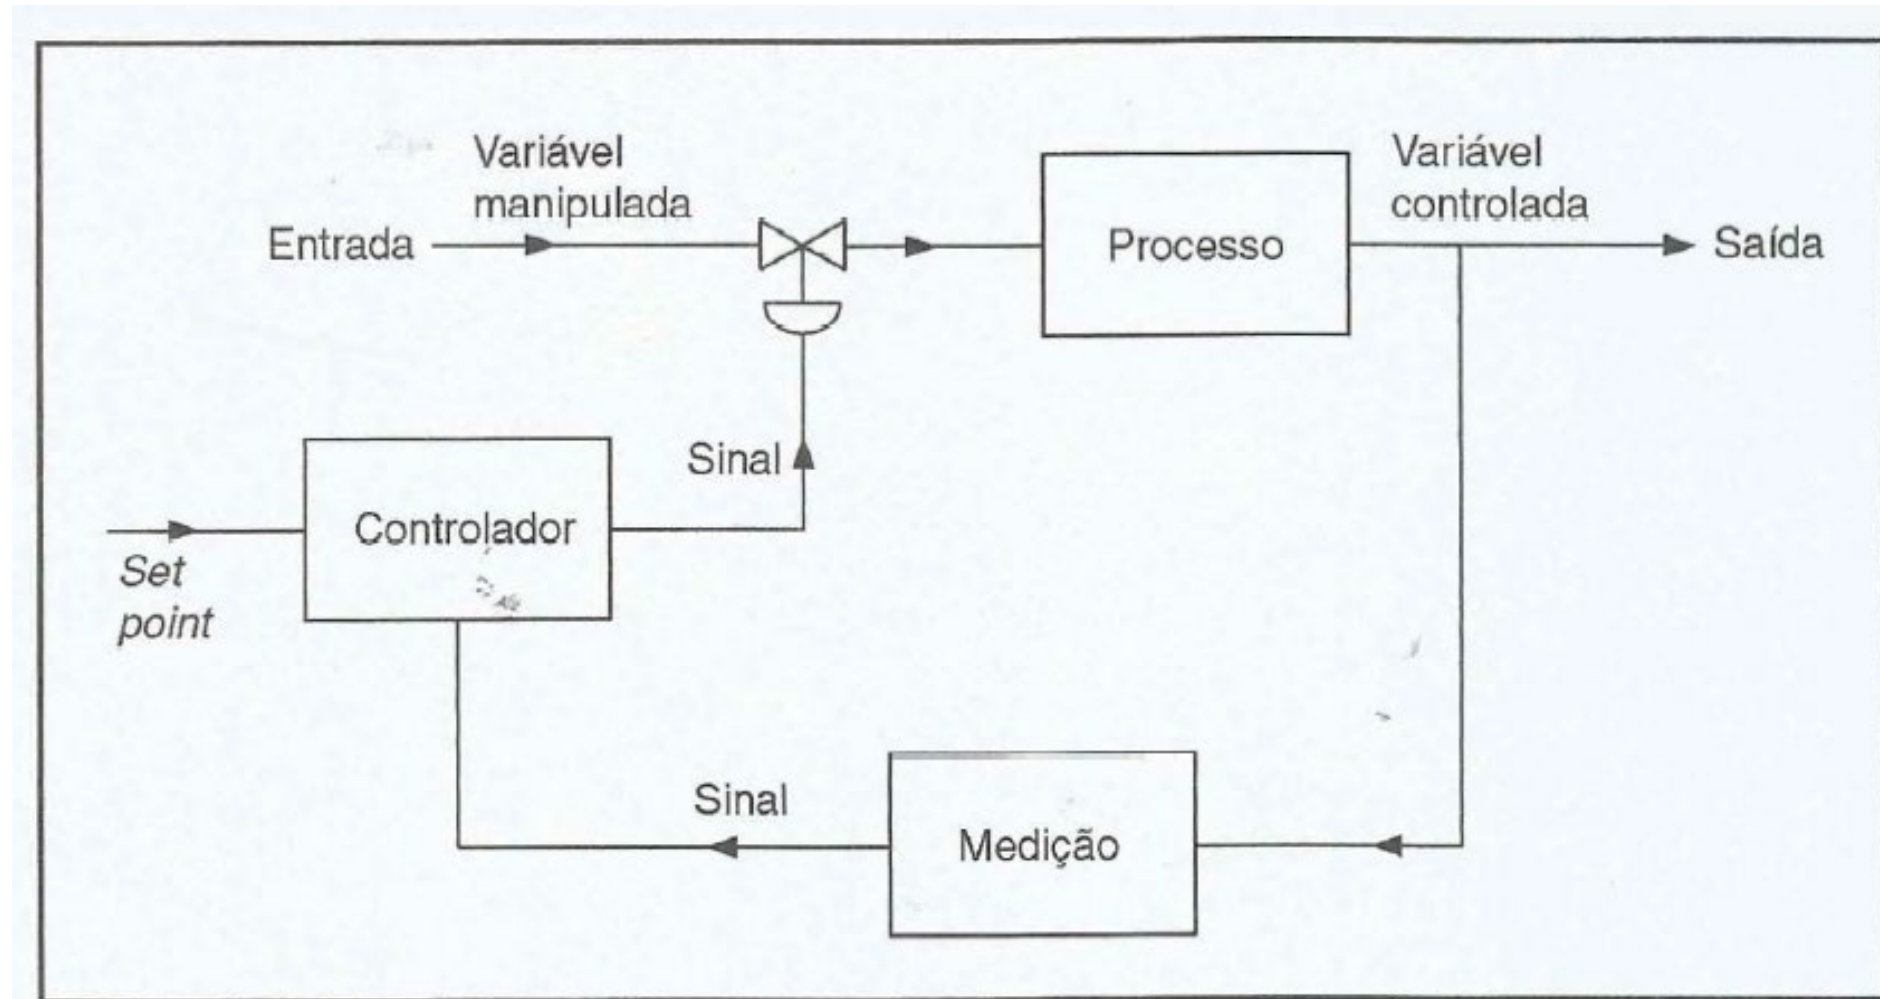 Variável
manipulada
Entrada
Processo
Variável
controlada
Saída
Sinal
Controlador
Set
point
Sinal
Medição